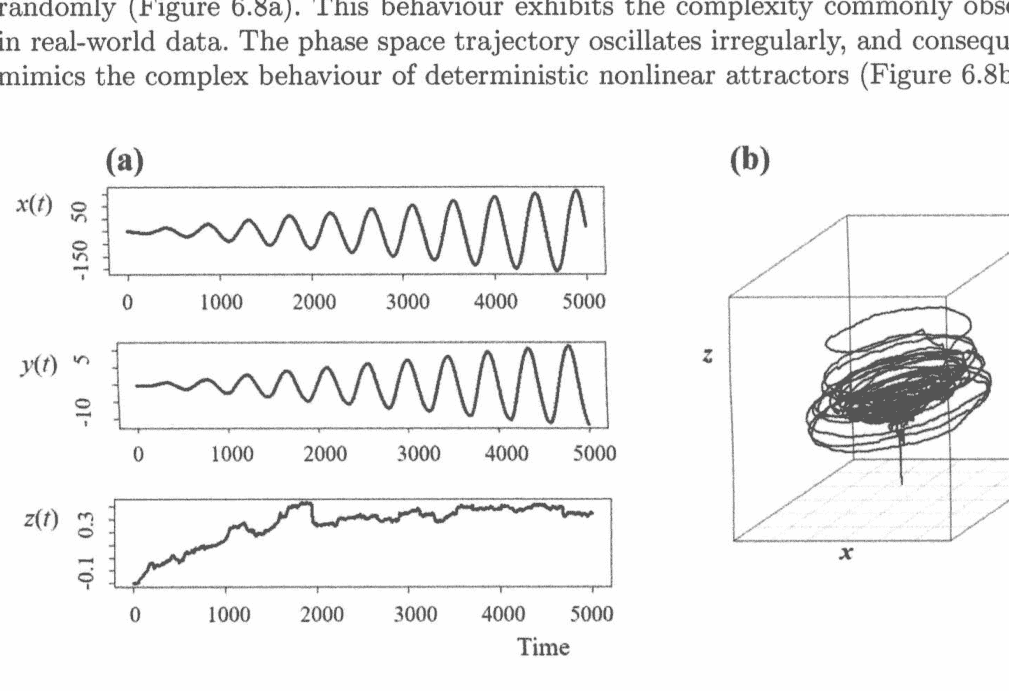 randomly (Figure 6.8a). This behaviour exhibits the complexity commonly obse
in real-world data. The phase space trajectory oscillates irregularly, and consequ
mimics the complex behaviour of deterministic nonlinear attractors (Figure 6.8b
(a)
(b)
x(t)
50
-150
0 1000 2000 3000 4000 5000
y(t)
5
-10
0 1000 2000 3000 4000 5000
z(t)
0.3
-0.1
0 1000 2000 3000 4000 5000
Time
z
x